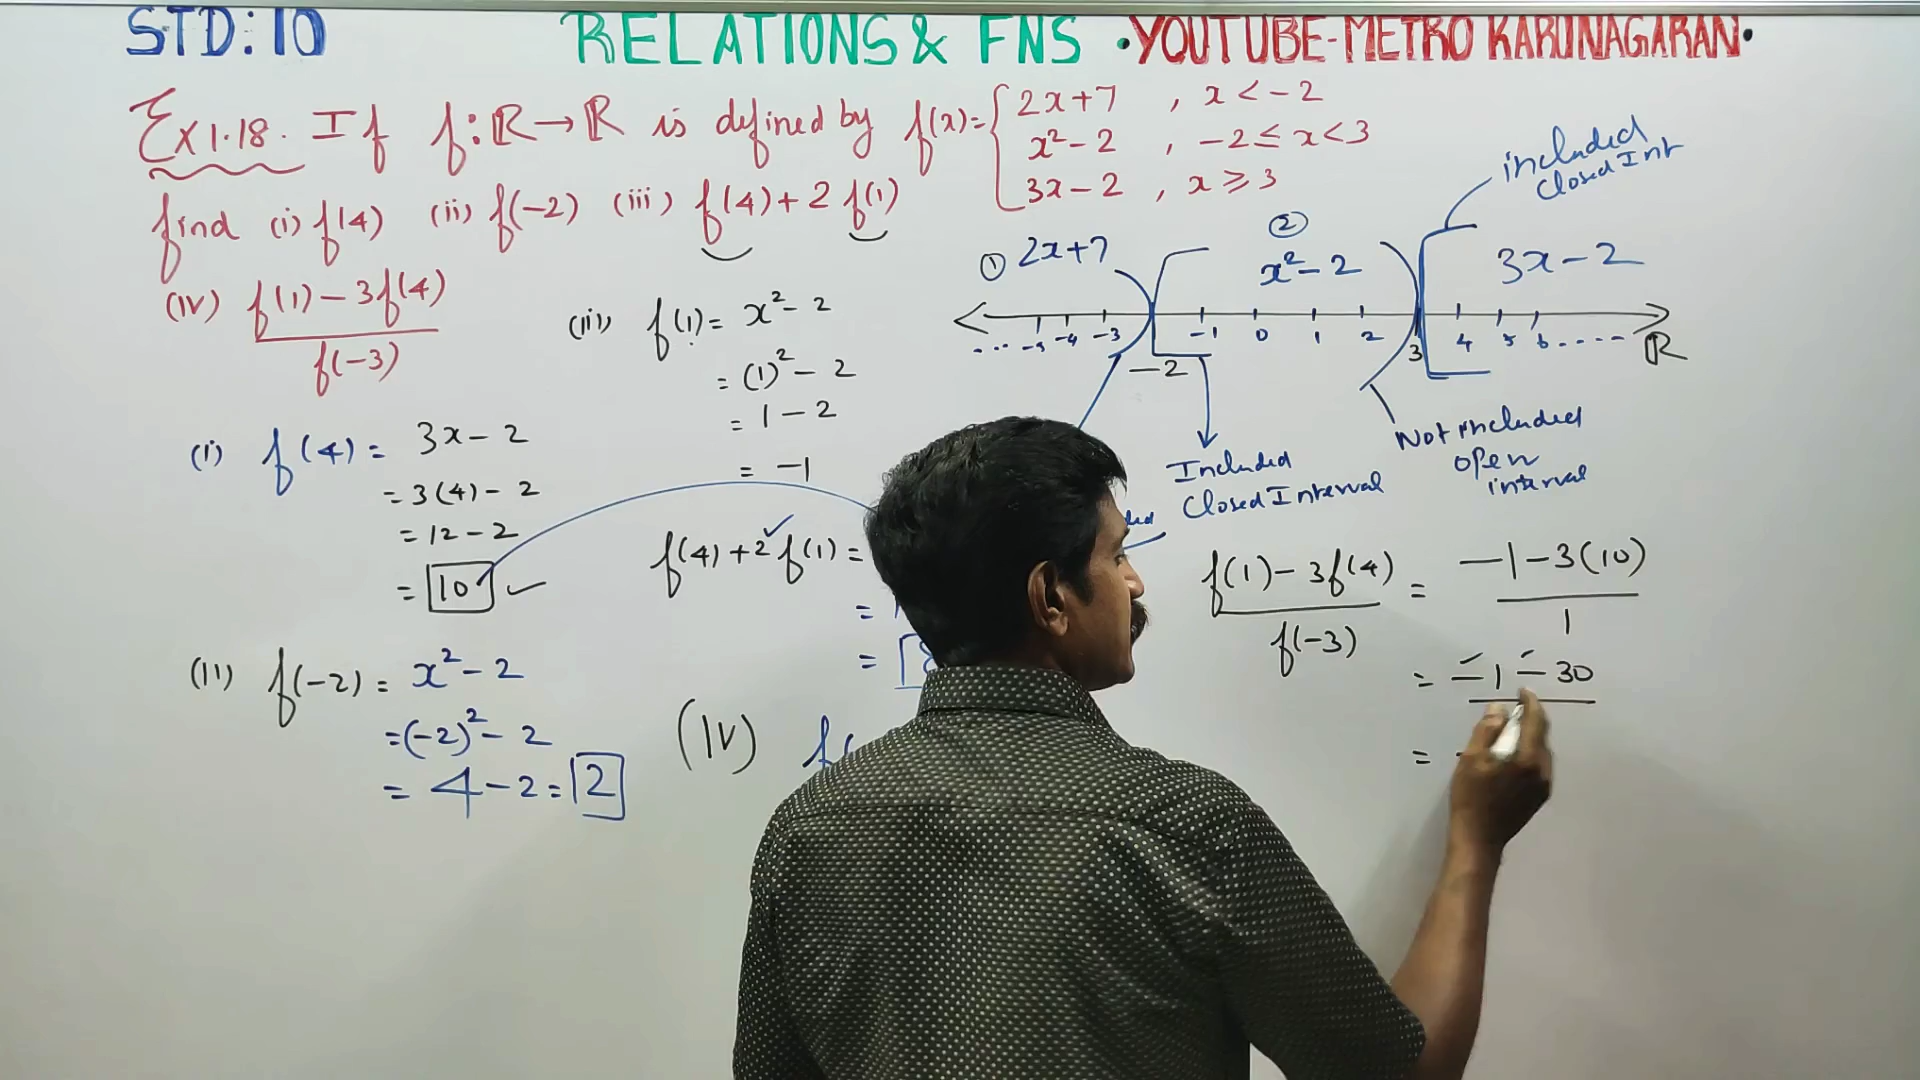 STD: 10 RELATIONS & FNS •YOUTUBE-METRO KARUNAGARAN•
Ex 1.18. If f: ℝ→ℝ is defined by f(x)= { 2x+7 , x < -2
x² - 2 , -2 ≤ x < 3
3x - 2 , x ≥ 3
find (i) f(4) (ii) f(-2) (iii) f(4)+2 f(1)
(iv) f(1) - 3f(4)
f(-3)
included
Closed Int
① 2x+7
②
x² - 2
3x - 2
... -5 -4 -3 -2 -1 0 1 2 3 4 5 6 .... ℝ
Included
Closed Interval
Not included
open
interval
(i) f(4) = 3x - 2
= 3(4) - 2
= 12 - 2
= 10 ✓
(ii) f(-2) = x² - 2
= (-2)² - 2
= 4 - 2 = 2
(iii) f(1) = x² - 2
= (1)² - 2
= 1 - 2
= -1
f(4)+2 f(1) =
=
= 8
(iv) f(
f(1) - 3f(4) = -1 - 3(10)
f(-3) 1
= -1 - 30
= -